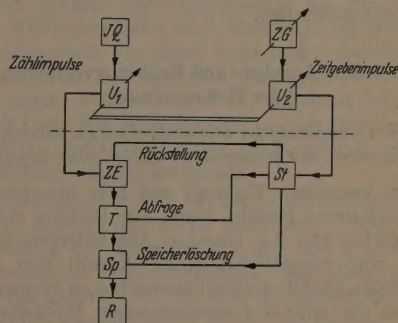 JQ
ZG
Zählimpulse
Zeitgeberimpulse
U1
U2
Rückstellung
ZE
St
Abfrage
T
Speicherlöschung
Sp
R